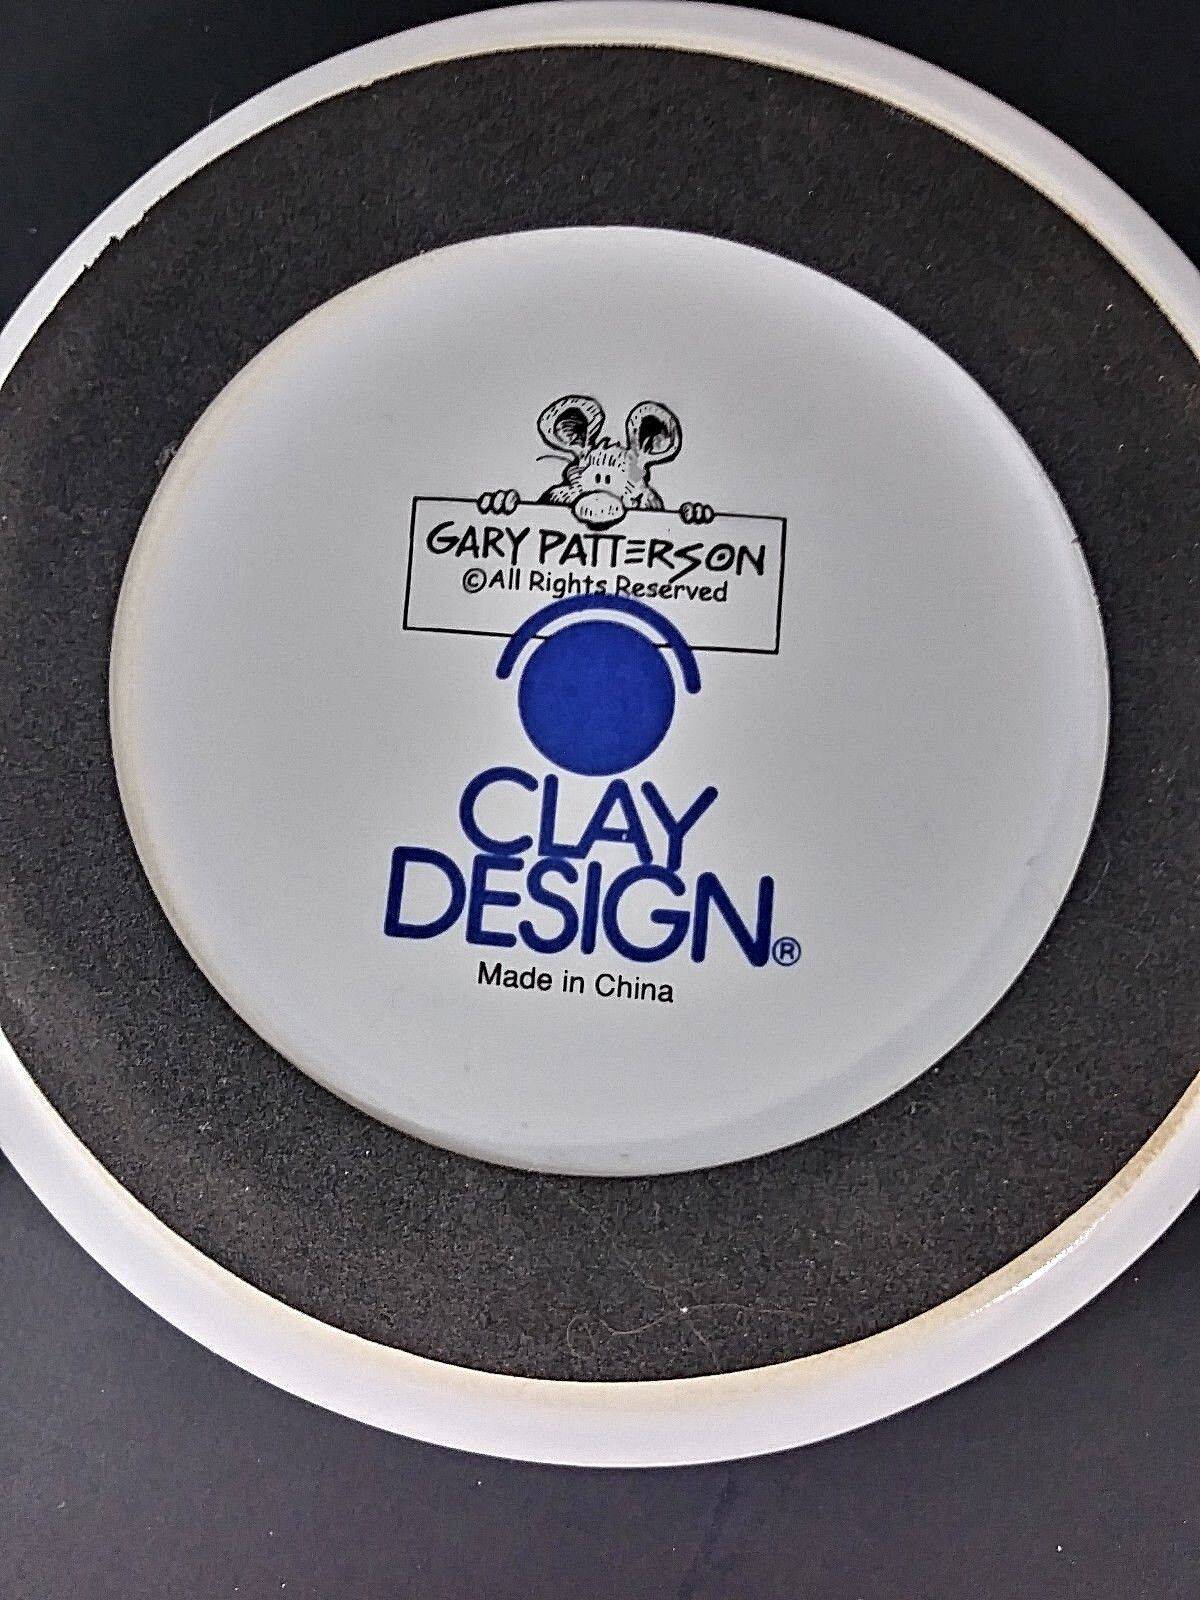 GARY PATTERSON
©All Rights Reserved
CLAY
DESIGN®
Made in China